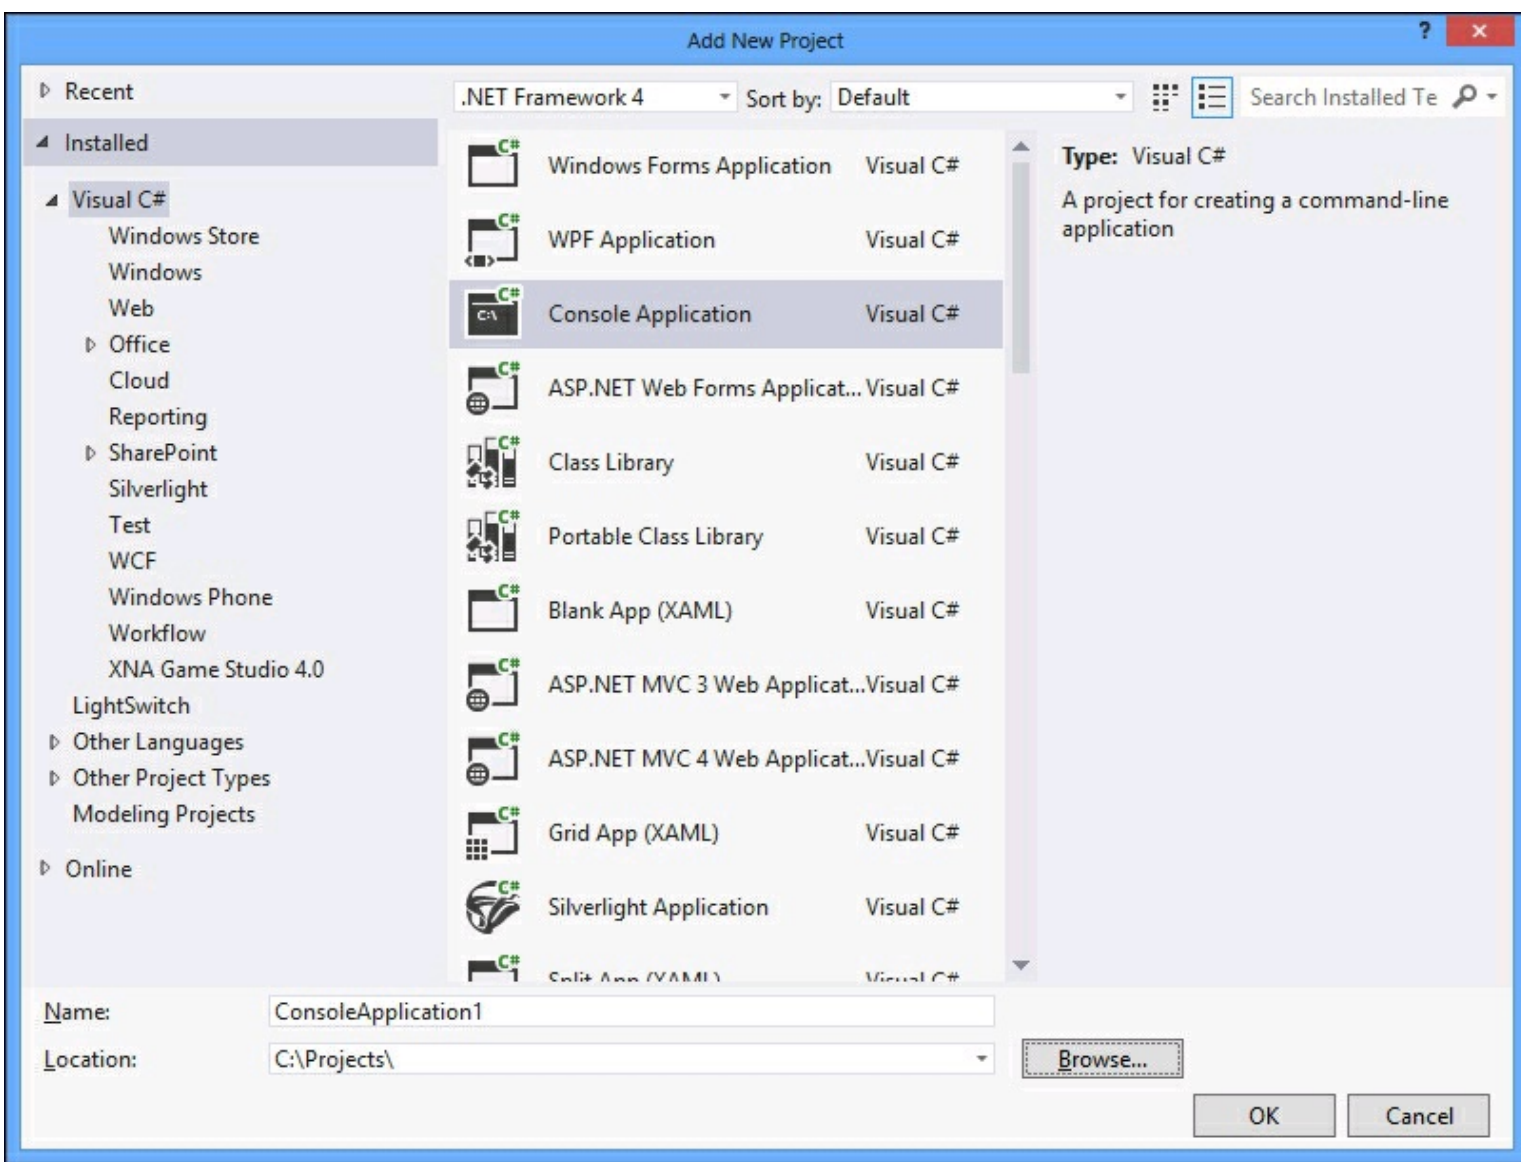 Add New Project
?
Recent
Installed
Visual C#
Windows Store
Windows
Web
Office
Cloud
Reporting
SharePoint
Silverlight
Test
WCF
Windows Phone
Workflow
XNA Game Studio 4.0
LightSwitch
Other Languages
Other Project Types
Modeling Projects
Online
.NET Framework 4 Sort by: Default Search Installed Te
Windows Forms Application Visual C#
WPF Application Visual C#
Console Application Visual C#
ASP.NET Web Forms Applicat... Visual C#
Class Library Visual C#
Portable Class Library Visual C#
Blank App (XAML) Visual C#
ASP.NET MVC 3 Web Applicat...Visual C#
ASP.NET MVC 4 Web Applicat...Visual C#
Grid App (XAML) Visual C#
Silverlight Application Visual C#
Split App (XAML) Visual C#
Type: Visual C#
A project for creating a command-line
application
Name: ConsoleApplication1
Location: C:\Projects\ Browse...
OK Cancel